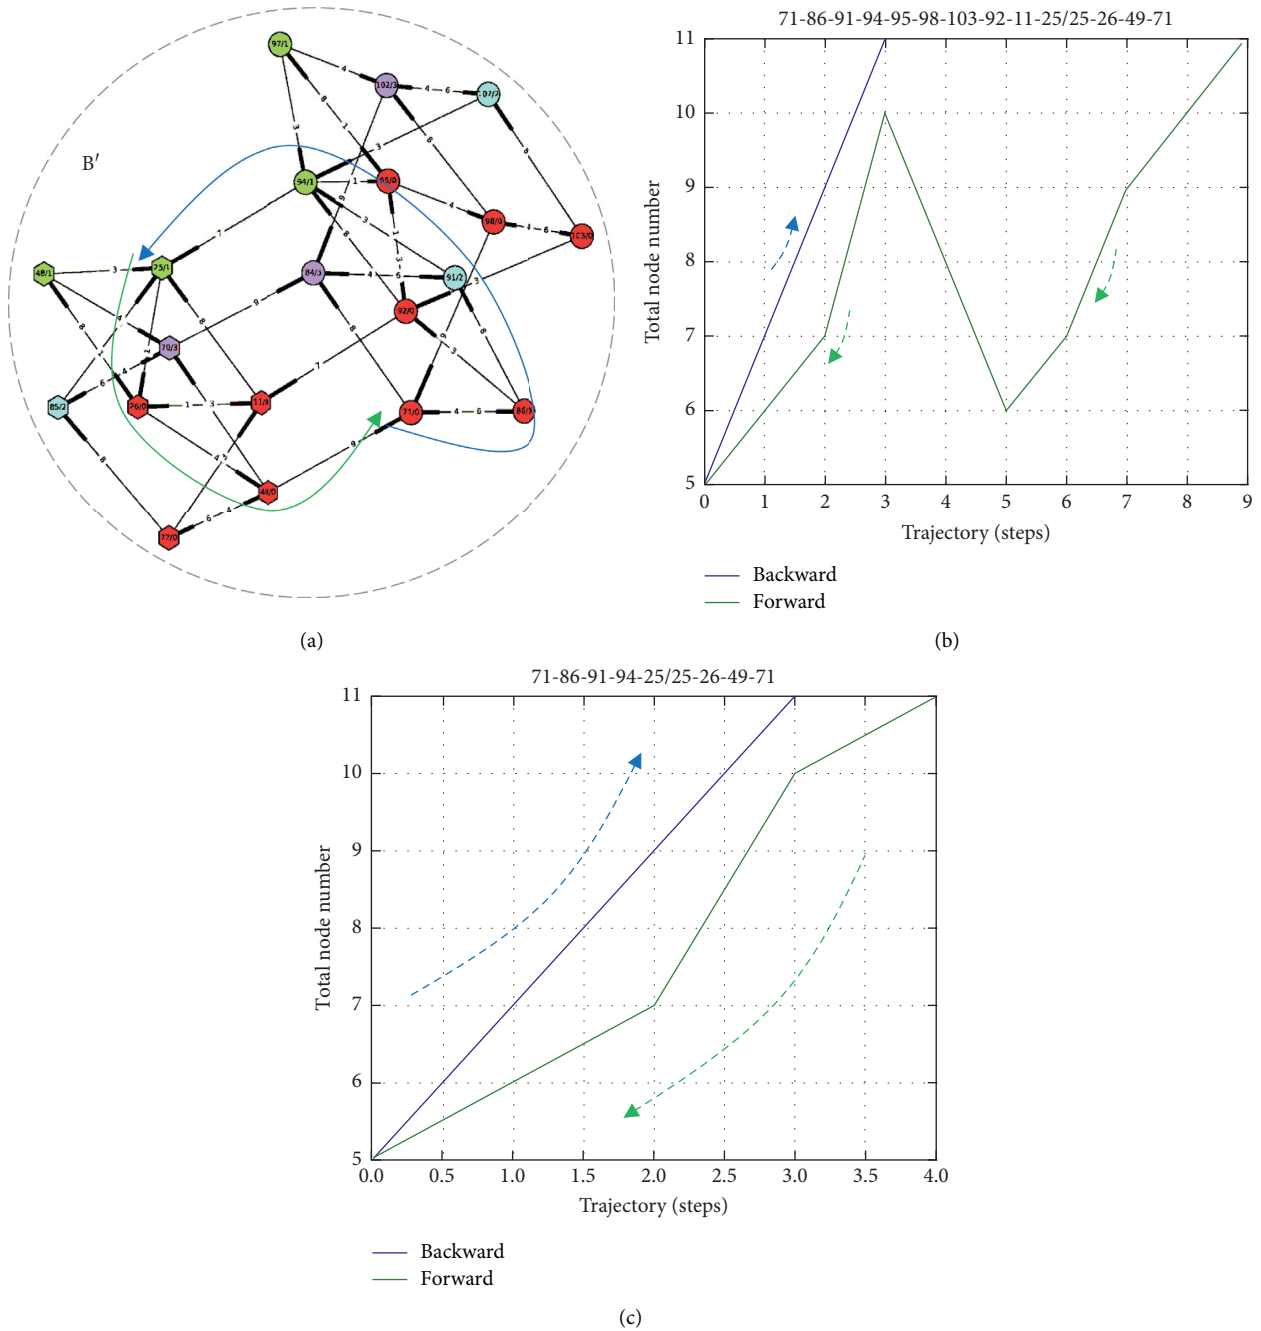 B′
97/1
102/3
107/2
94/1
95/0
98/0
103/0
48/1
25/1
84/3
91/2
92/0
70/3
85/2
26/0
11/0
71/0
86/0
49/0
77/0
(a)
71-86-91-94-95-98-103-92-11-25/25-26-49-71
Total node number
11
10
9
8
7
6
5
0 1 2 3 4 5 6 7 8 9
Trajectory (steps)
Backward
Forward
(b)
71-86-91-94-25/25-26-49-71
Total node number
11
10
9
8
7
6
5
0.0 0.5 1.0 1.5 2.0 2.5 3.0 3.5 4.0
Trajectory (steps)
Backward
Forward
(c)